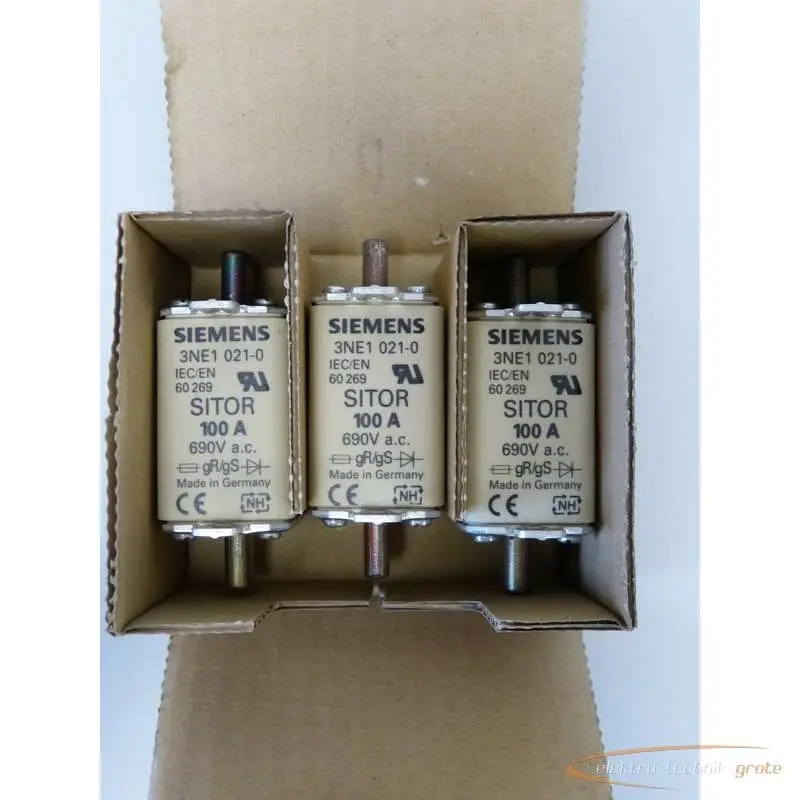 SIEMENS
3NE1 021-0
IEC/EN
60 269
SITOR
100 A
690V a.c.
gR/gS
Made in Germany
CE
NH
SIEMENS
3NE1 021-0
IEC/EN
60 269
SITOR
100 A
690V a.c.
gR/gS
Made in Germany
CE
NH
SIEMENS
3NE1 021-0
IEC/EN
60 269
SITOR
100 A
690V a.c.
gR/gS
Made in Germany
CE
NH
elektro technik grote